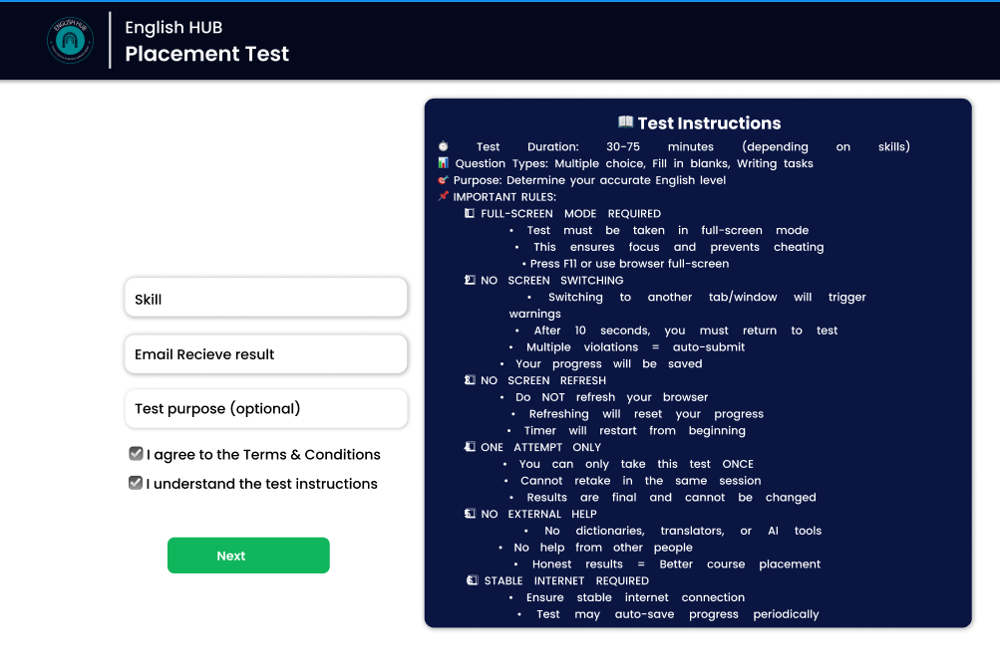 ENGLISH HUB
English HUB
Placement Test
Skill
Email Recieve result
Test purpose (optional)
I agree to the Terms & Conditions
I understand the test instructions
Next
📖 Test Instructions
⏱ Test Duration: 30-75 minutes (depending on skills)
📊 Question Types: Multiple choice, Fill in blanks, Writing tasks
🎯 Purpose: Determine your accurate English level
📌 IMPORTANT RULES:
1️⃣ FULL-SCREEN MODE REQUIRED
• Test must be taken in full-screen mode
• This ensures focus and prevents cheating
• Press F11 or use browser full-screen
2️⃣ NO SCREEN SWITCHING
• Switching to another tab/window will trigger
warnings
• After 10 seconds, you must return to test
• Multiple violations = auto-submit
• Your progress will be saved
3️⃣ NO SCREEN REFRESH
• Do NOT refresh your browser
• Refreshing will reset your progress
• Timer will restart from beginning
4️⃣ ONE ATTEMPT ONLY
• You can only take this test ONCE
• Cannot retake in the same session
• Results are final and cannot be changed
5️⃣ NO EXTERNAL HELP
• No dictionaries, translators, or AI tools
• No help from other people
• Honest results = Better course placement
6️⃣ STABLE INTERNET REQUIRED
• Ensure stable internet connection
• Test may auto-save progress periodically